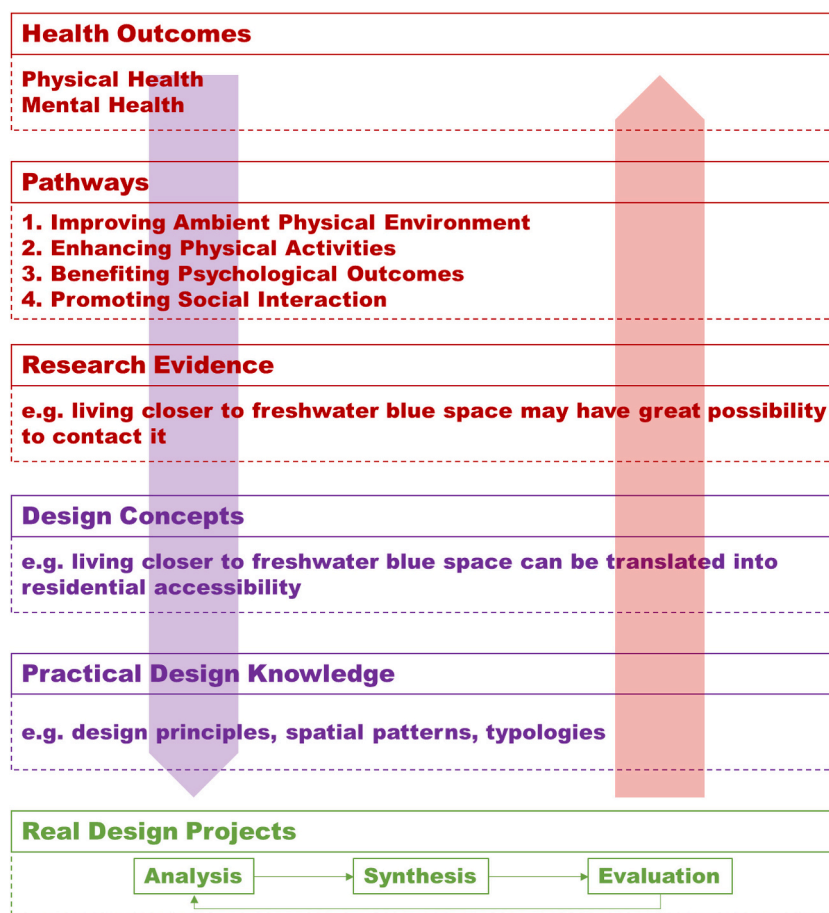 Health Outcomes
Physical Health
Mental Health
Pathways
1. Improving Ambient Physical Environment
2. Enhancing Physical Activities
3. Benefiting Psychological Outcomes
4. Promoting Social Interaction
Research Evidence
e.g. living closer to freshwater blue space may have great possibility
to contact it
Design Concepts
e.g. living closer to freshwater blue space can be translated into
residential accessibility
Practical Design Knowledge
e.g. design principles, spatial patterns, typologies
Real Design Projects
Analysis
Synthesis
Evaluation